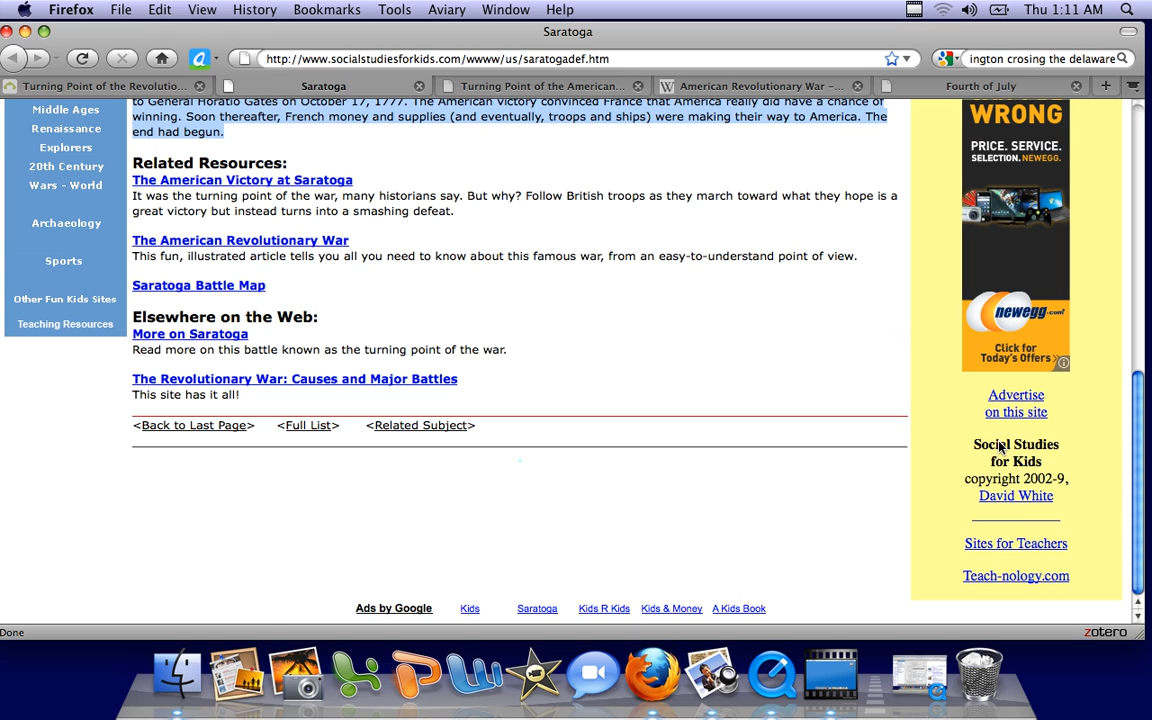 Firefox File Edit View History Bookmarks Tools Aviary Window Help Thu 1:11 AM
Saratoga
http://www.socialstudiesforkids.com/wwww/us/saratogadef.htm ington crosing the delaware
Turning Point of the Revolutio... Saratoga Turning Point of the American... American Revolutionary War –... Fourth of July
Middle Ages
Renaissance
Explorers
20th Century
Wars - World
Archaeology
Sports
Other Fun Kids Sites
Teaching Resources
to General Horatio Gates on October 17, 1777. The American victory convinced France that America really did have a chance of
winning. Soon thereafter, French money and supplies (and eventually, troops and ships) were making their way to America. The
end had begun.
Related Resources:
The American Victory at Saratoga
It was the turning point of the war, many historians say. But why? Follow British troops as they march toward what they hope is a
great victory but instead turns into a smashing defeat.
The American Revolutionary War
This fun, illustrated article tells you all you need to know about this famous war, from an easy-to-understand point of view.
Saratoga Battle Map
Elsewhere on the Web:
More on Saratoga
Read more on this battle known as the turning point of the war.
The Revolutionary War: Causes and Major Battles
This site has it all!
<Back to Last Page> <Full List> <Related Subject>
Ads by Google Kids Saratoga Kids R Kids Kids & Money A Kids Book
WRONG
PRICE. SERVICE.
SELECTION. NEWEGG.
newegg.com
Click for
Today's Offers
Advertise
on this site
Social Studies
for Kids
copyright 2002-9,
David White
Sites for Teachers
Teach-nology.com
Done zotero